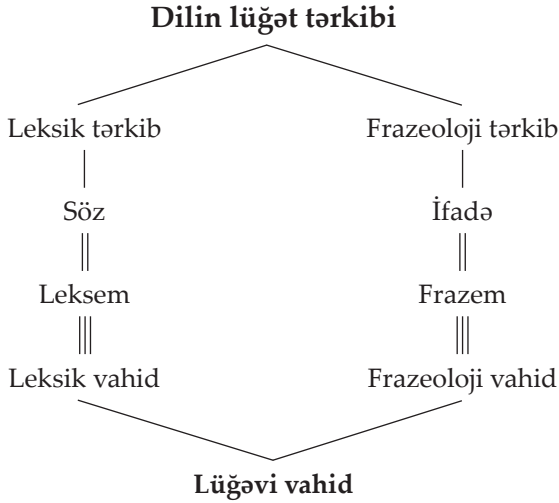 Dilin lüğət tərkibi
Leksik tərkib Frazeoloji tərkib
Söz İfadə
Leksem Frazem
Leksik vahid Frazeoloji vahid
Lüğəvi vahid